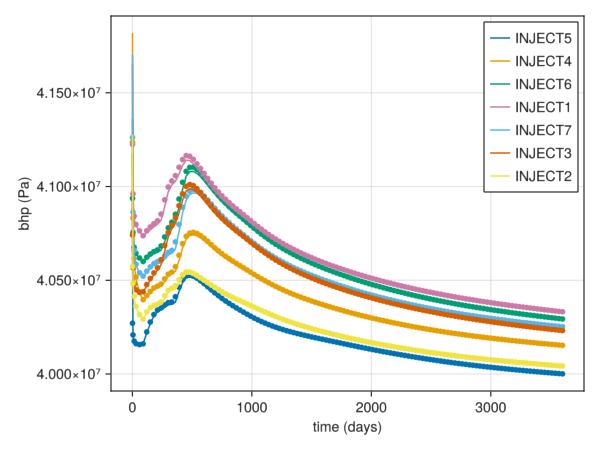 4.150×10⁷
4.100×10⁷
4.050×10⁷
4.000×10⁷
bhp (Pa)
INJECT5
INJECT4
INJECT6
INJECT1
INJECT7
INJECT3
INJECT2
0
1000
2000
3000
time (days)